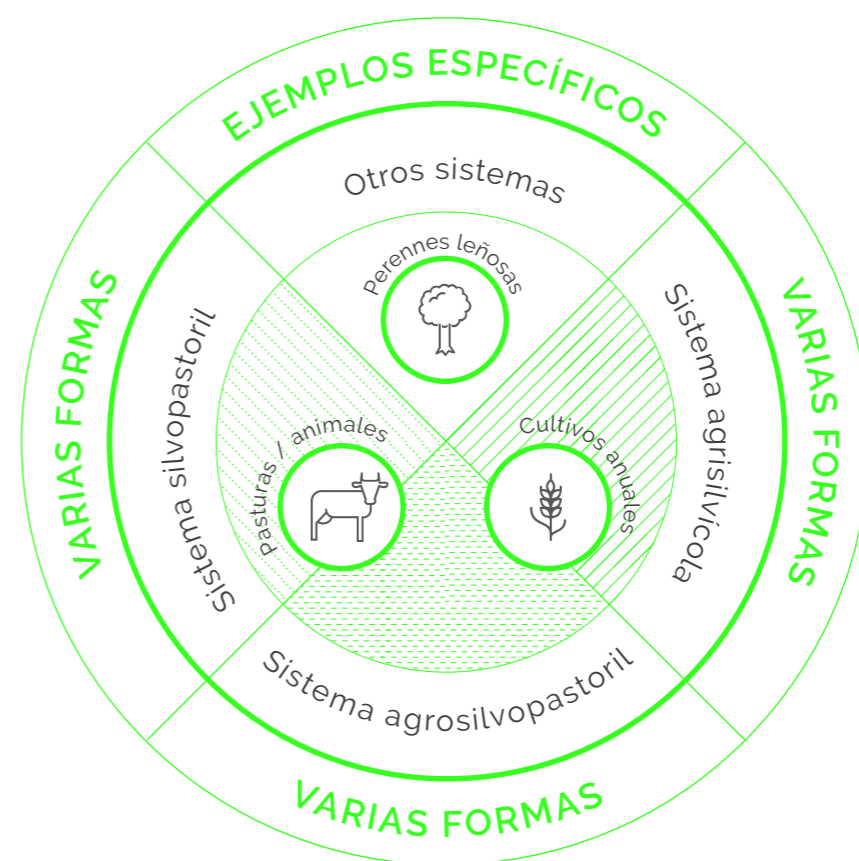 EJEMPLOS ESPECÍFICOS
Otros sistemas
Perennes leñosas
VARIAS FORMAS
Sistema silvopastoril
Pasturas / animales
Cultivos anuales
Sistema agrisilvícola
VARIAS FORMAS
Sistema agrosilvopastoril
VARIAS FORMAS